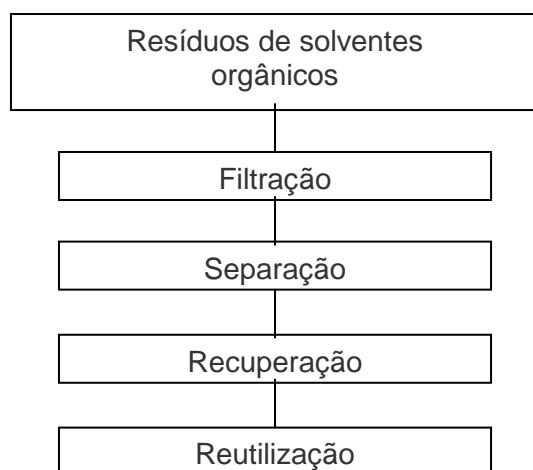 Resíduos de solventes
orgânicos
Filtração
Separação
Recuperação
Reutilização